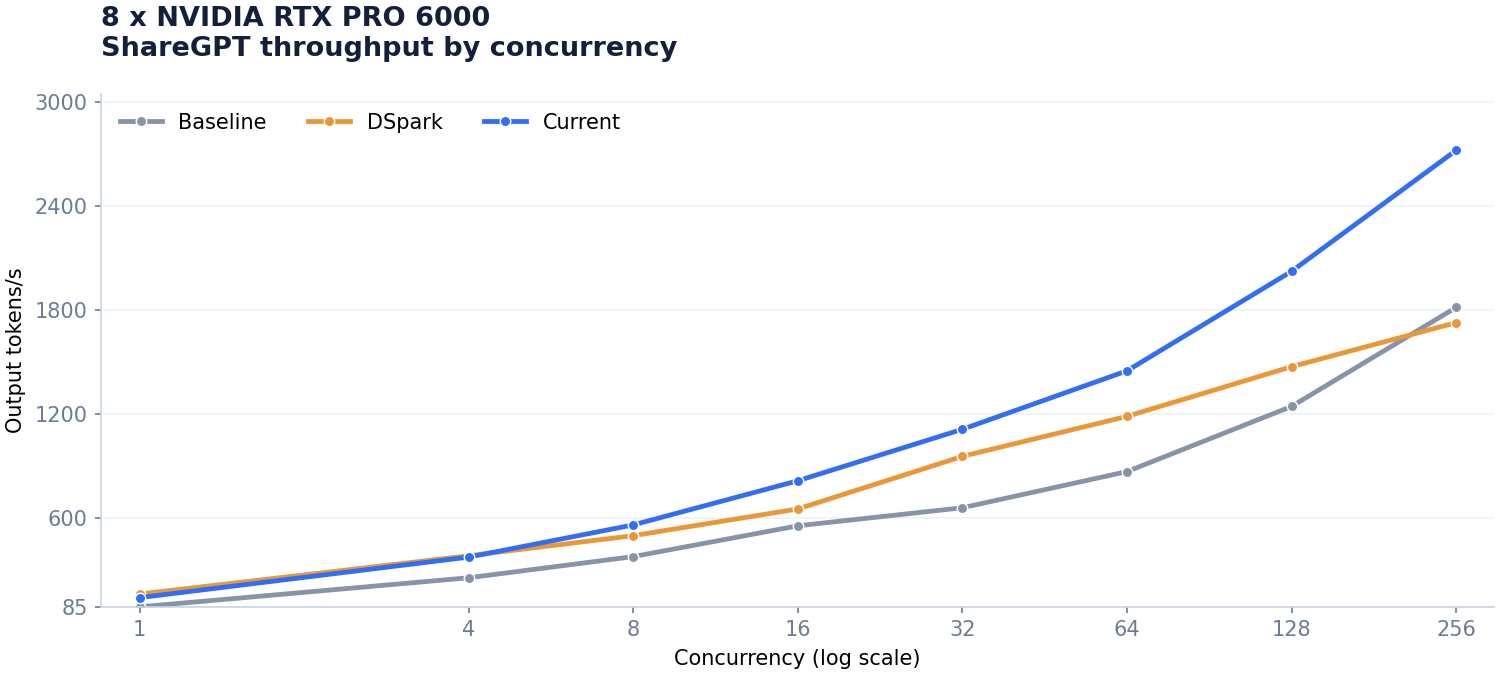 8 x NVIDIA RTX PRO 6000
ShareGPT throughput by concurrency
Baseline DSpark Current
Output tokens/s
3000
2400
1800
1200
600
85
1 4 8 16 32 64 128 256
Concurrency (log scale)